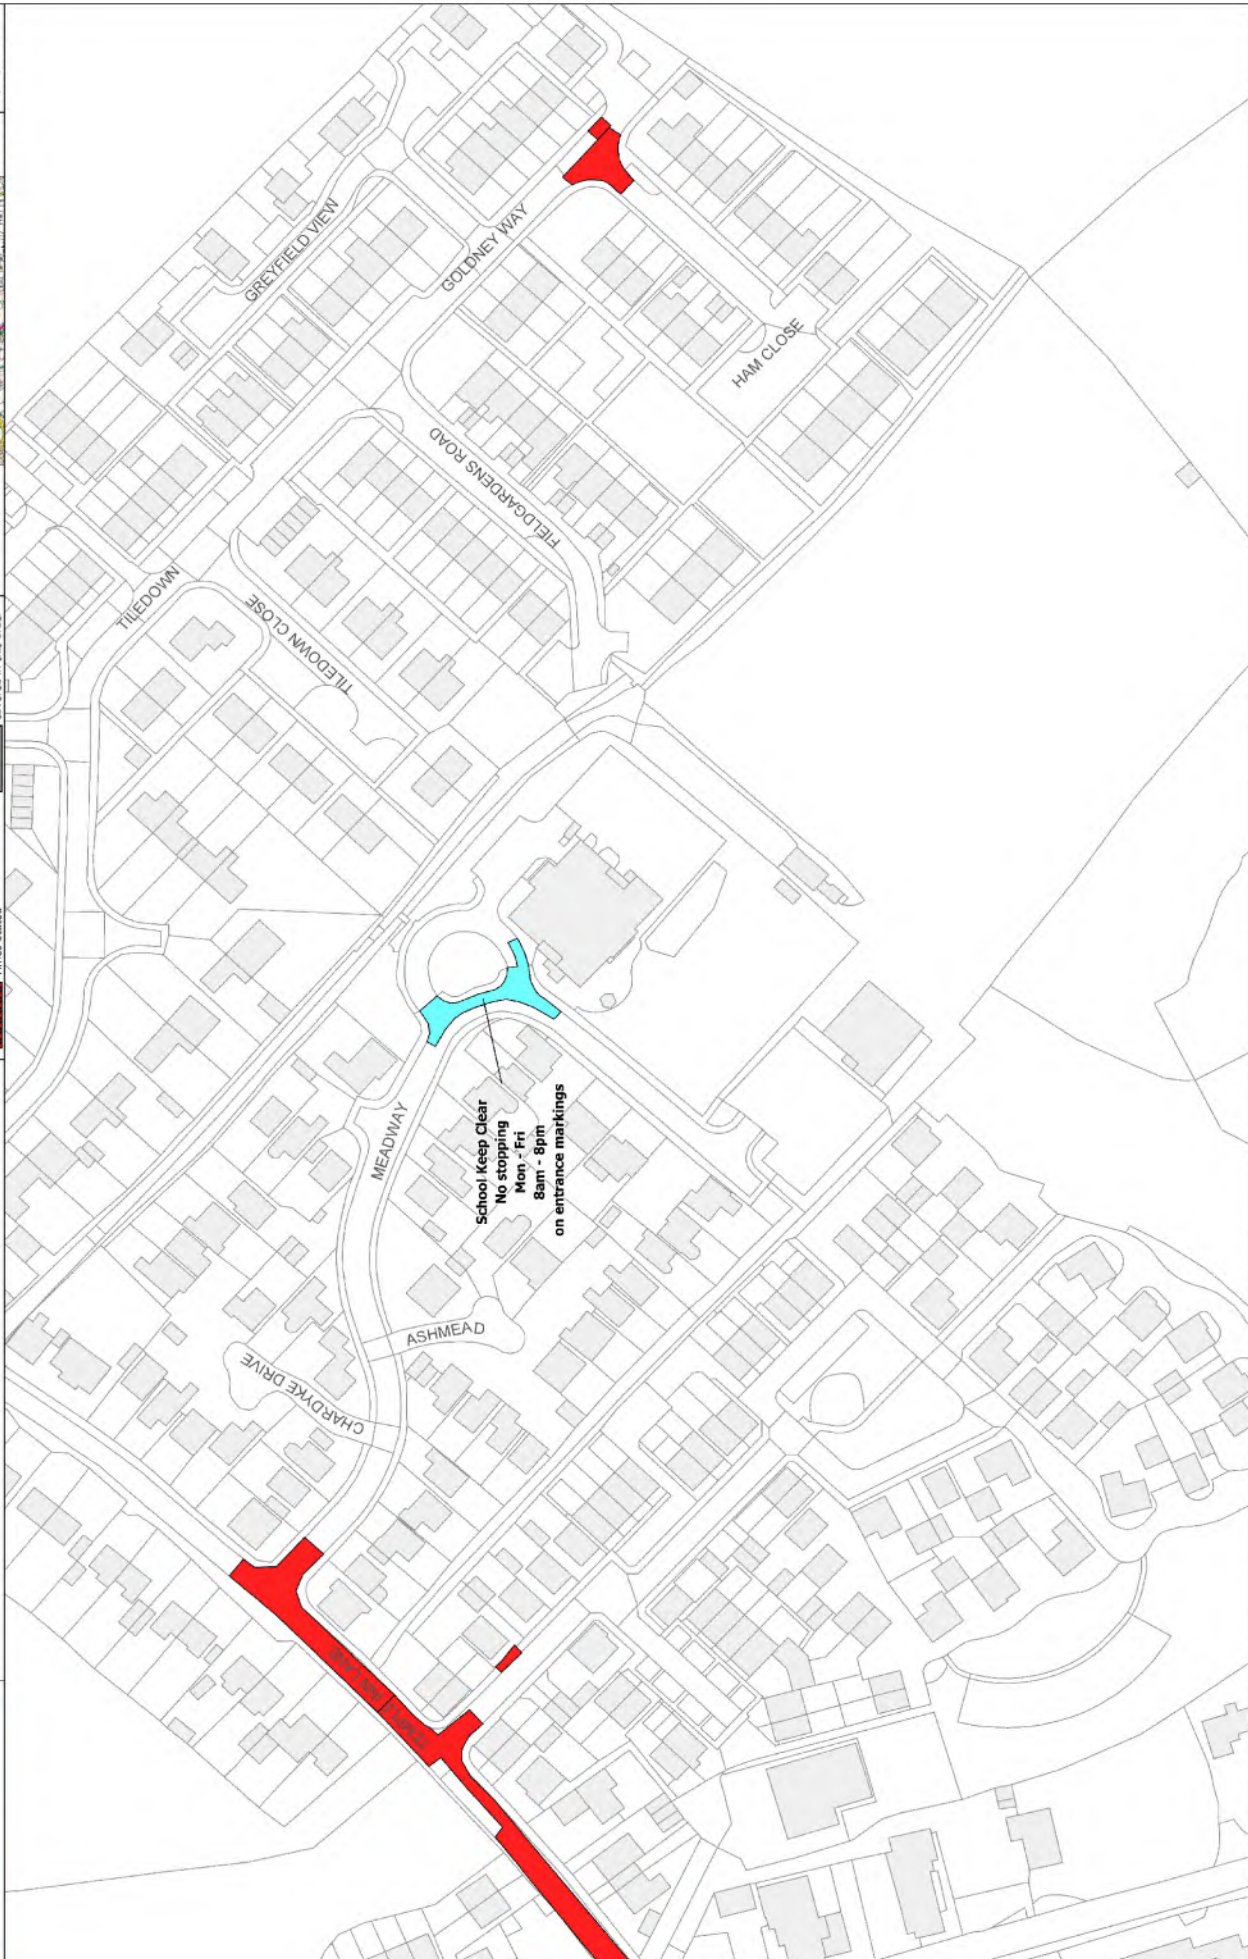 GREYFIELD VIEW
GOLDNEY WAY
HAM CLOSE
FIELDGARDENS ROAD
TILEDOWN
TILEDOWN CLOSE
MEADWAY
School Keep Clear
No stopping
Mon - Fri
8am - 8pm
on entrance markings
ASHMEAD
CHARDYKE DRIVE
TEMPLE INN LANE